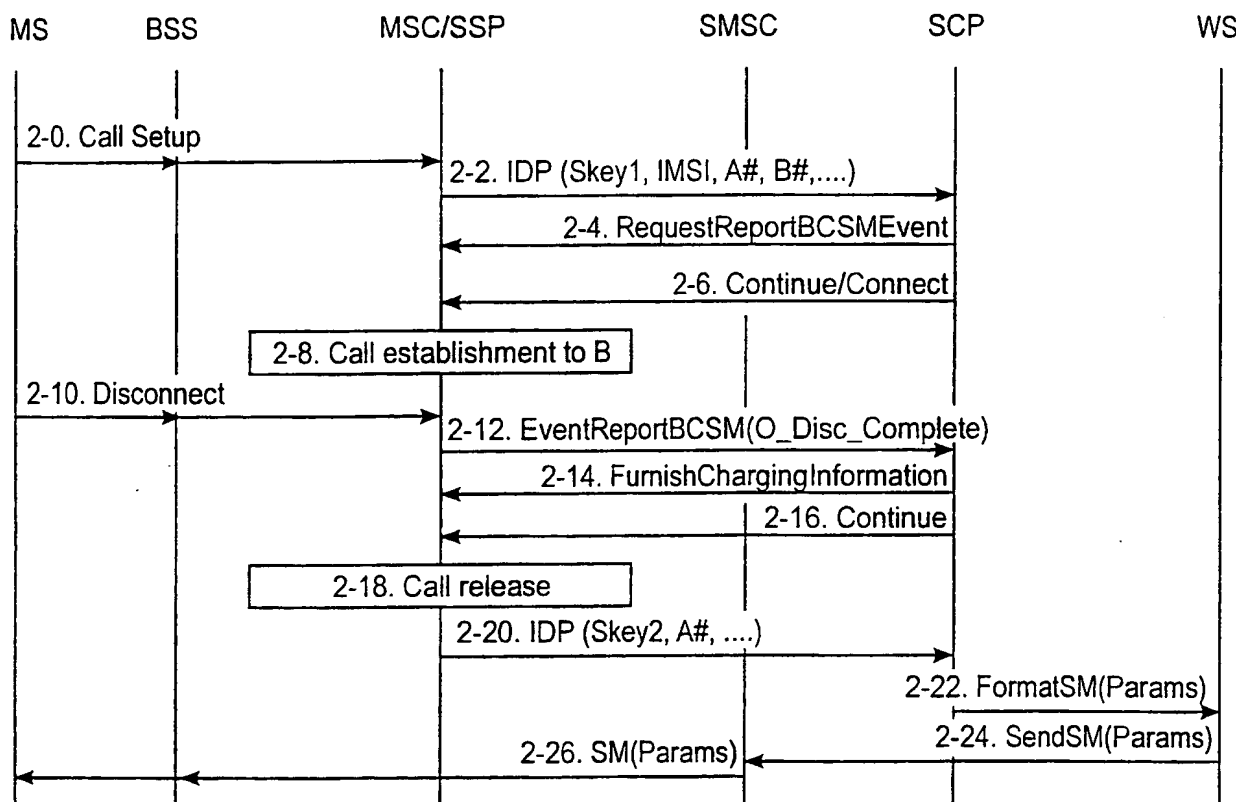 MS BSS MSC/SSP SMSC SCP WS
2-0. Call Setup
2-2. IDP (Skey1, IMSI, A#, B#,....)
2-4. RequestReportBCSMEvent
2-6. Continue/Connect
2-8. Call establishment to B
2-10. Disconnect
2-12. EventReportBCSM(O_Disc_Complete)
2-14. FurnishChargingInformation
2-16. Continue
2-18. Call release
2-20. IDP (Skey2, A#, ....)
2-22. FormatSM(Params)
2-24. SendSM(Params)
2-26. SM(Params)